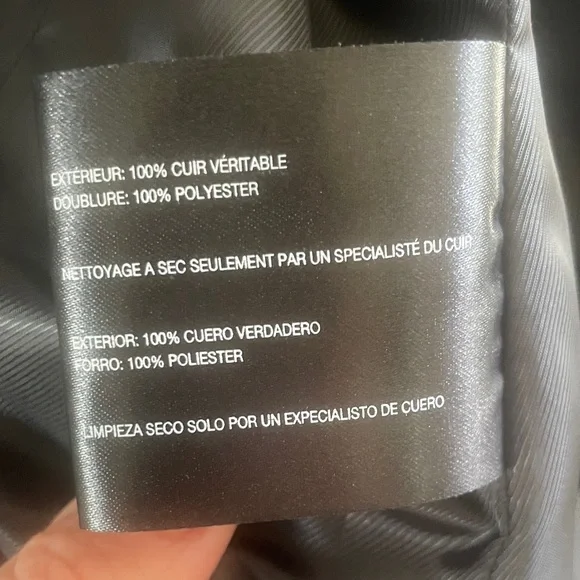 EXTÉRIEUR: 100% CUIR VÉRITABLE
DOUBLURE: 100% POLYESTER
NETTOYAGE A SEC SEULEMENT PAR UN SPECIALISTÉ DU CUIR
EXTERIOR: 100% CUERO VERDADERO
FORRO: 100% POLIESTER
LIMPIEZA SECO SOLO POR UN EXPECIALISTO DE CUERO